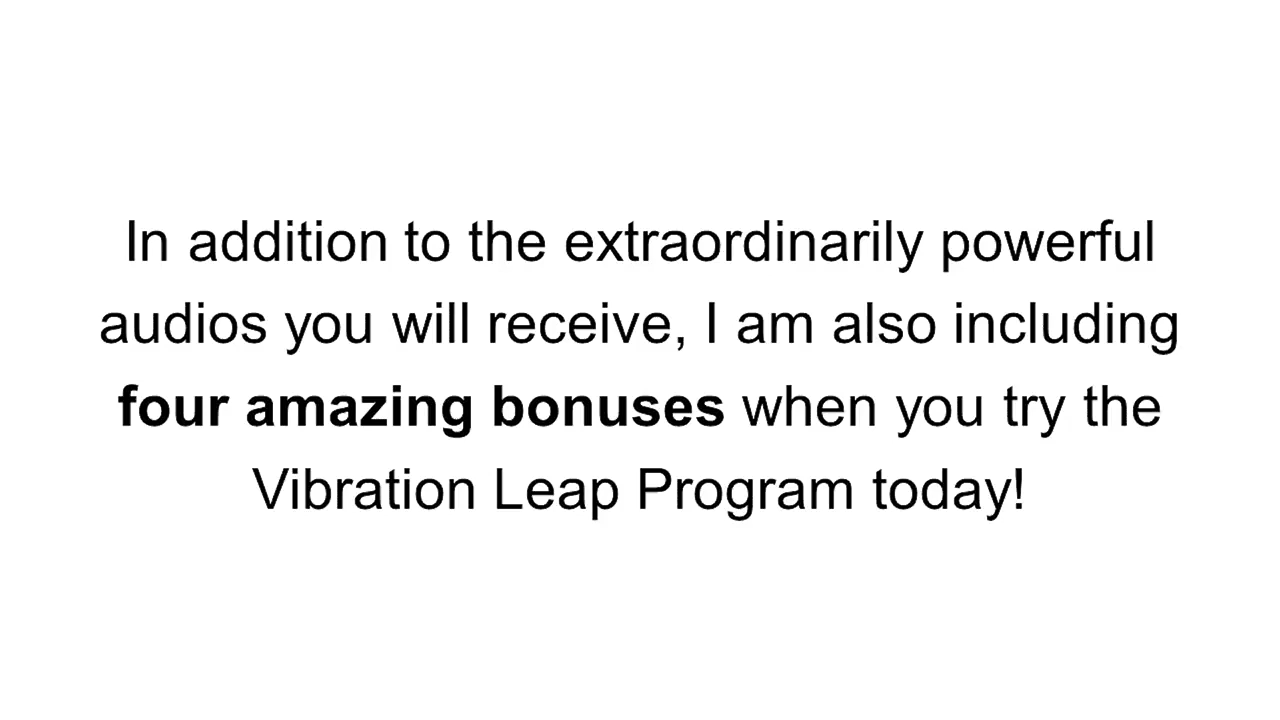 In addition to the extraordinarily powerful
audios you will receive, I am also including
four amazing bonuses when you try the
Vibration Leap Program today!